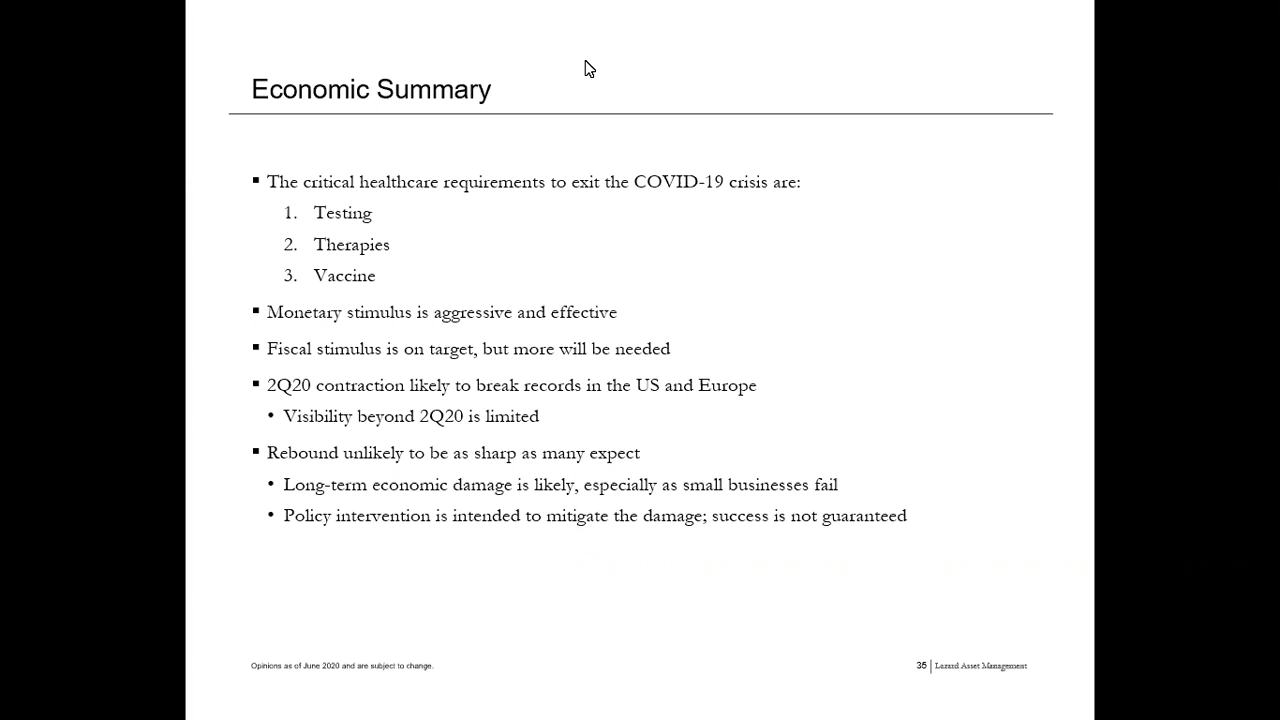 Economic Summary
▪ The critical healthcare requirements to exit the COVID-19 crisis are:
1. Testing
2. Therapies
3. Vaccine
▪ Monetary stimulus is aggressive and effective
▪ Fiscal stimulus is on target, but more will be needed
▪ 2Q20 contraction likely to break records in the US and Europe
• Visibility beyond 2Q20 is limited
▪ Rebound unlikely to be as sharp as many expect
• Long-term economic damage is likely, especially as small businesses fail
• Policy intervention is intended to mitigate the damage; success is not guaranteed
Opinions as of June 2020 and are subject to change.
35 | Lazard Asset Management